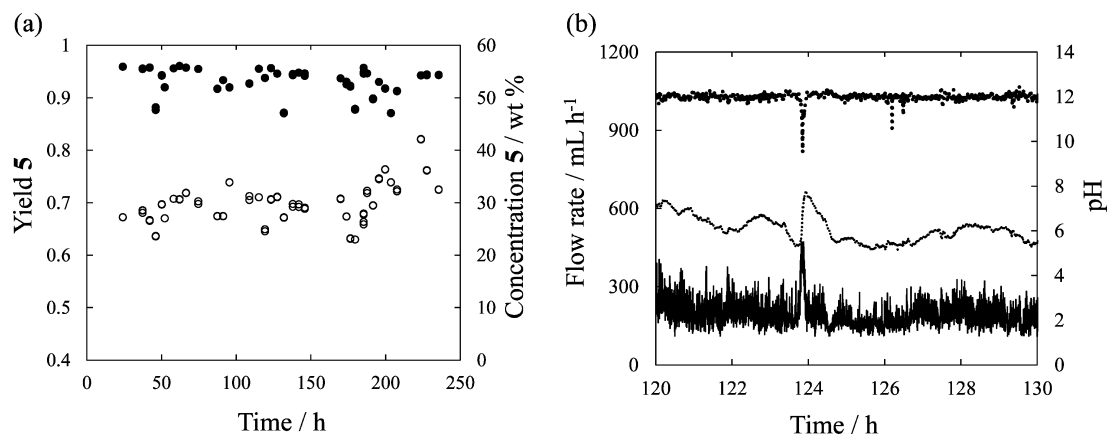 (a)
1
0.9
0.8
0.7
0.6
0.5
0.4
Yield 5
60
50
40
30
20
10
0
Concentration 5 / wt %
0 50 100 150 200 250
Time / h
(b)
1200
900
600
300
0
Flow rate / mL h⁻¹
14
12
10
8
6
4
2
0
pH
120 122 124 126 128 130
Time / h